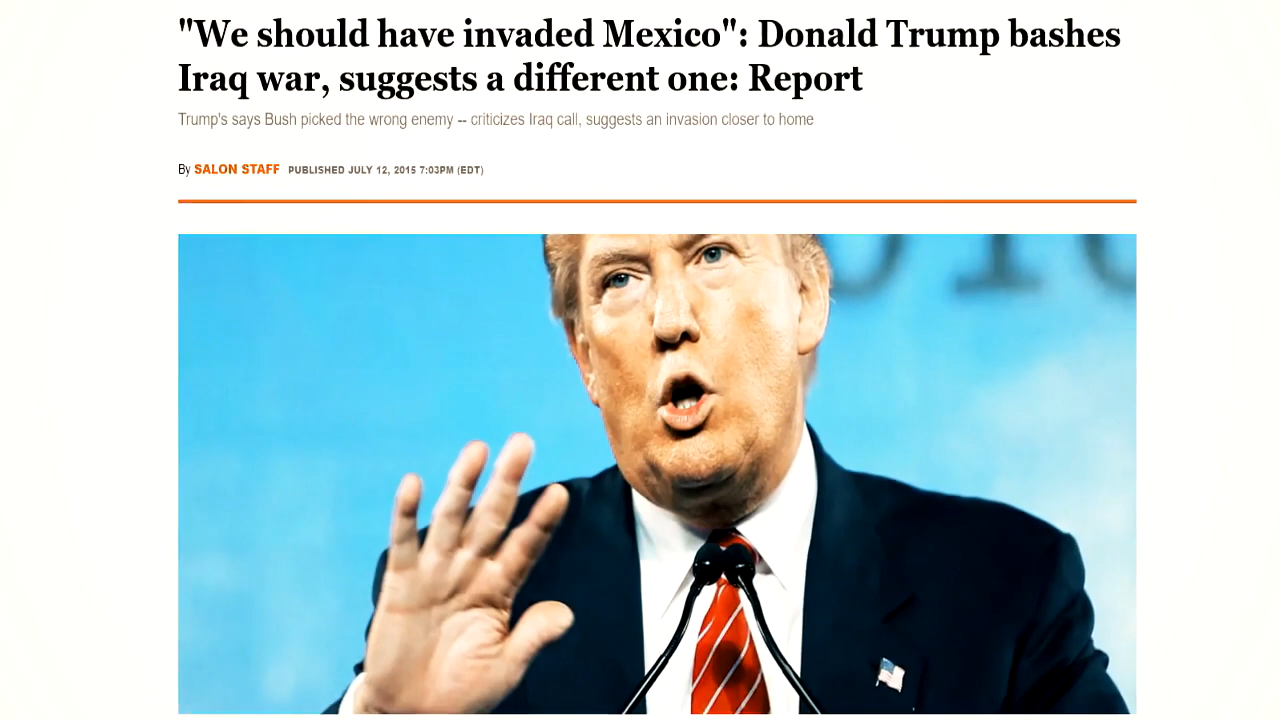 "We should have invaded Mexico": Donald Trump bashes
Iraq war, suggests a different one: Report
Trump's says Bush picked the wrong enemy -- criticizes Iraq call, suggests an invasion closer to home
By SALON STAFF PUBLISHED JULY 12, 2015 7:03PM (EDT)